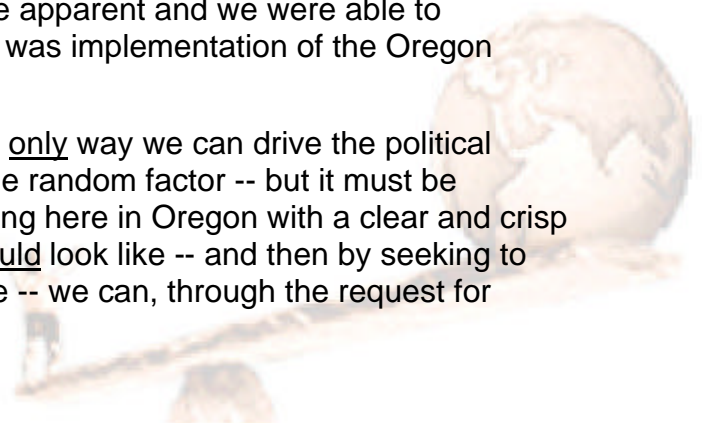 e apparent and we were able to
was implementation of the Oregon
only way we can drive the political
e random factor -- but it must be
ng here in Oregon with a clear and crisp
uld look like -- and then by seeking to
e -- we can, through the request for